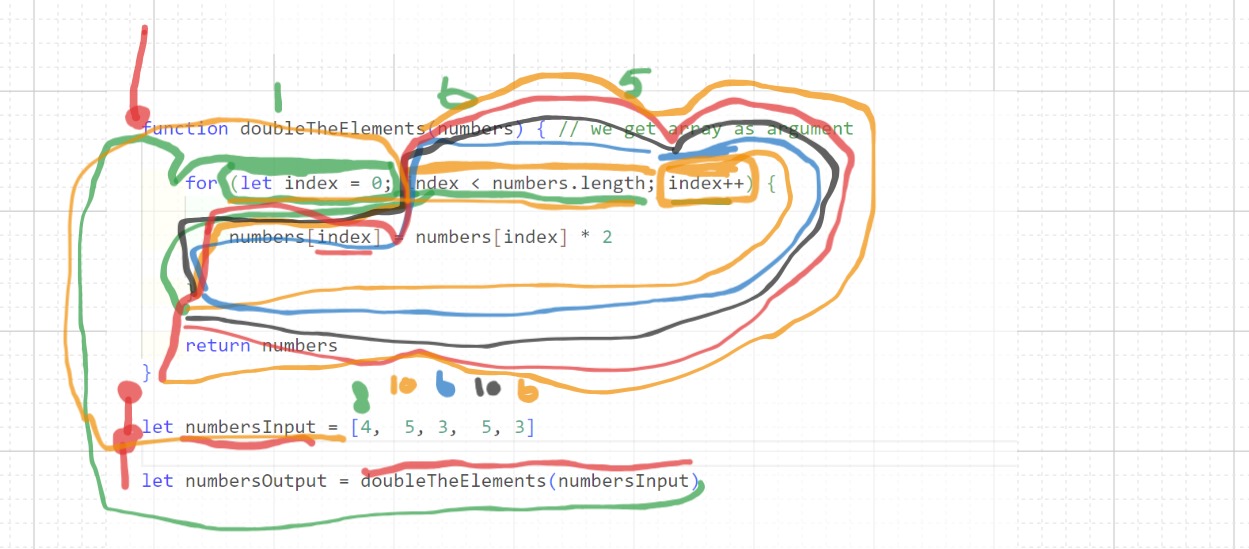 1 6 5
function doubleTheElements(numbers) { // we get array as argument
for (let index = 0; index < numbers.length; index++) {
numbers[index] = numbers[index] * 2
return numbers
}
8 10 6 10 6
let numbersInput = [4, 5, 3, 5, 3]
let numbersOutput = doubleTheElements(numbersInput)